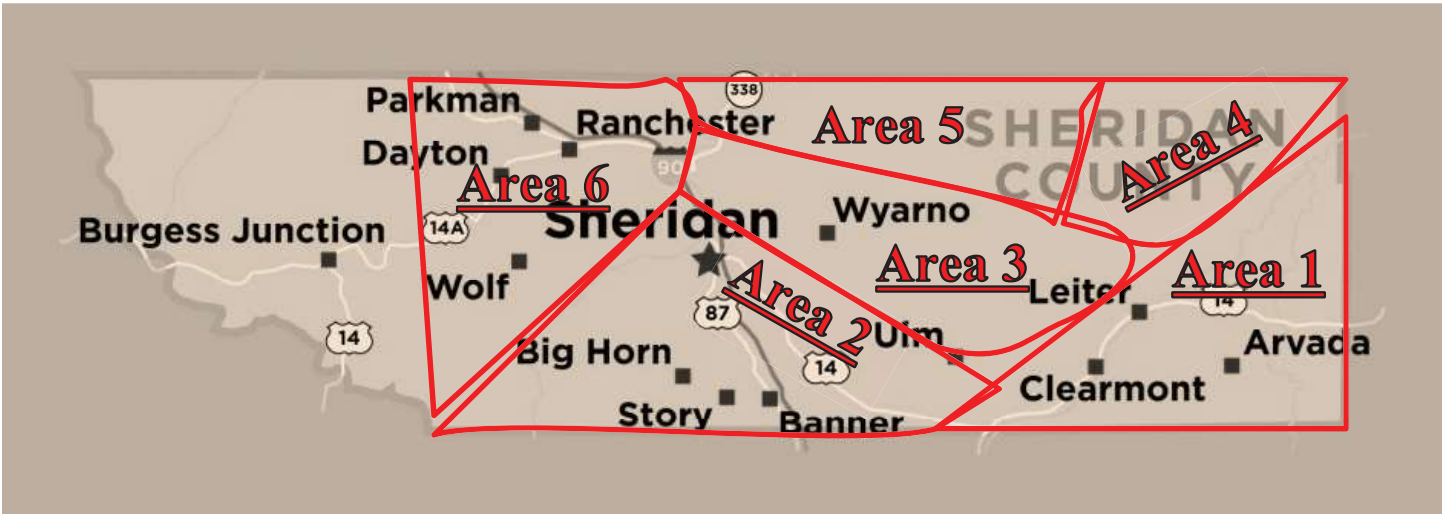 338
Parkman
Ranchester
Area 5
SHERIDAN
COUNTY
Area 4
Dayton
90
Area 6
Sheridan
Wyarno
Burgess Junction
14A
Area 3
Area 1
Wolf
Leiter
14
Area 2
87
14
Ulm
Big Horn
14
Arvada
Clearmont
Story
Banner